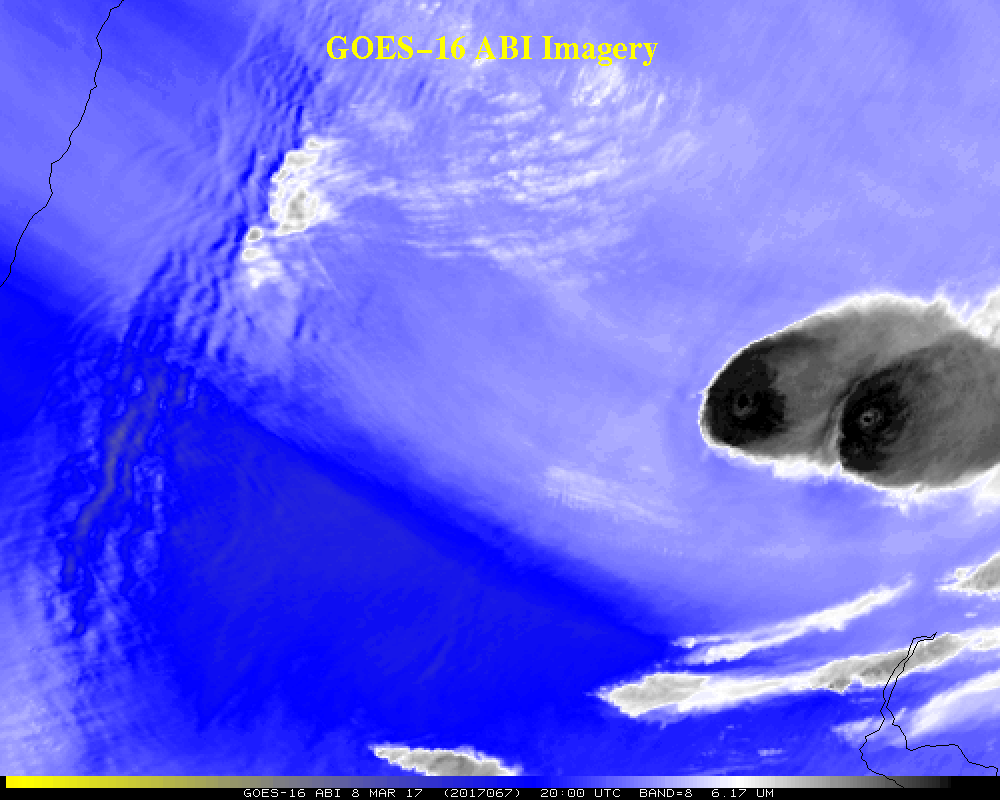 GOES-16 ABI Imagery
GOES-16 ABI 8 MAR 17 (2017067) 20:00 UTC BAND=8 6.17 UM